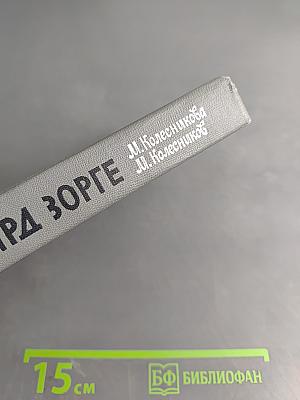 М. Колесникова
М. Колесников
РД ЗОРГЕ
15 см
БФ БИБЛИОФАН